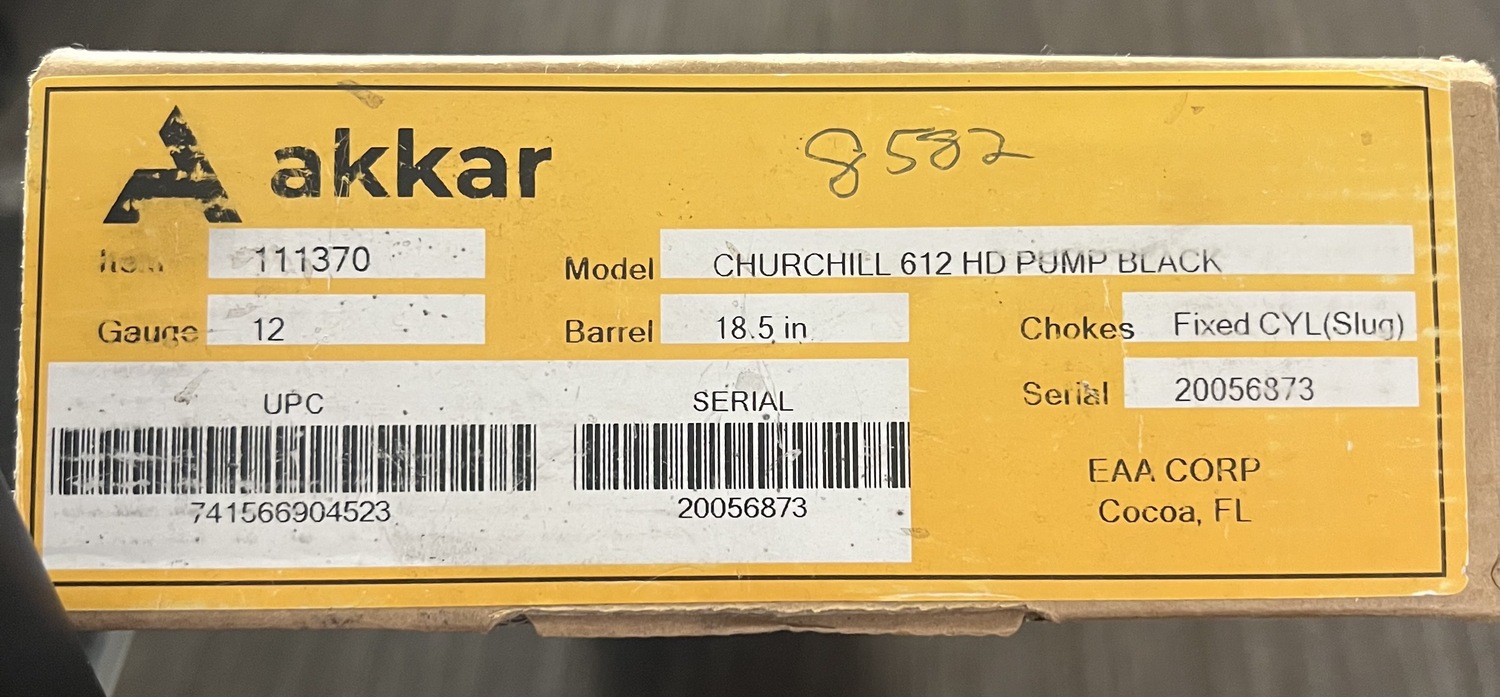 akkar
8582
Item 111370 Model CHURCHILL 612 HD PUMP BLACK
Gauge 12 Barrel 18.5 in Chokes Fixed CYL(Slug)
Serial 20056873
UPC SERIAL
741566904523 20056873
EAA CORP
Cocoa, FL